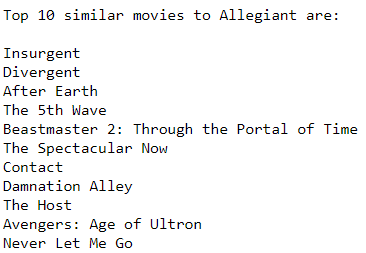 Top 10 similar movies to Allegiant are:
Insurgent
Divergent
After Earth
The 5th Wave
Beastmaster 2: Through the Portal of Time
The Spectacular Now
Contact
Damnation Alley
The Host
Avengers: Age of Ultron
Never Let Me Go